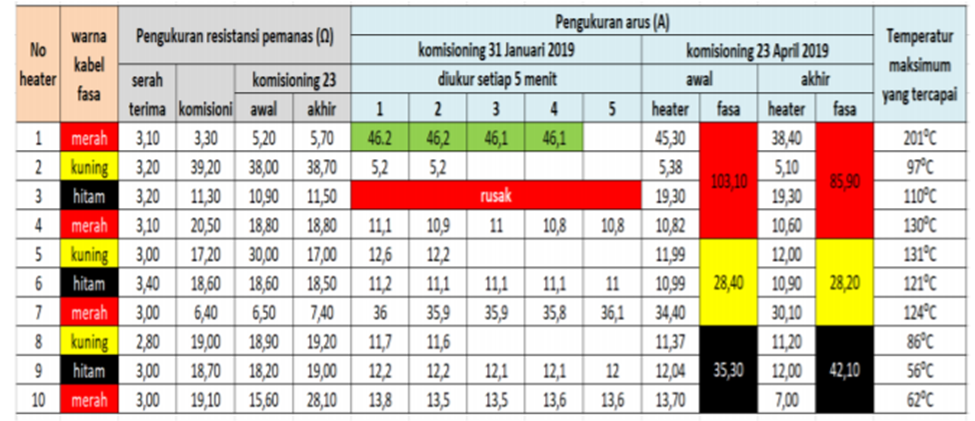 No heater warna kabel fasa Pengukuran resistansi pemanas (Ω) Pengukuran arus (A) Temperatur maksimum yang tercapai
komisioning 31 Januari 2019 komisioning 23 April 2019
serah terima komisioni komisioning 23 diukur setiap 5 menit awal akhir
awal akhir 1 2 3 4 5 heater fasa heater fasa
1 merah 3,10 3,30 5,20 5,70 46.2 46,2 46,1 46,1 45,30 38,40 201⁰C
2 kuning 3,20 39,20 38,00 38,70 5,2 5,2 5,38 103,10 5,10 85,90 97⁰C
3 hitam 3,20 11,30 10,90 11,50 rusak 19,30 19,30 110⁰C
4 merah 3,10 20,50 18,80 18,80 11,1 10,9 11 10,8 10,8 10,82 10,60 130⁰C
5 kuning 3,00 17,20 30,00 17,00 12,6 12,2 11,99 12,00 131⁰C
6 hitam 3,40 18,60 18,60 18,50 11,2 11,1 11,1 11,1 11 10,99 28,40 10,90 28,20 121⁰C
7 merah 3,00 6,40 6,50 7,40 36 35,9 35,9 35,8 36,1 34,40 30,10 124⁰C
8 kuning 2,80 19,00 18,90 19,20 11,7 11,6 11,37 11,20 86⁰C
9 hitam 3,00 18,70 18,20 19,00 12,2 12,2 12,1 12,1 12 12,04 35,30 12,00 42,10 56⁰C
10 merah 3,00 19,10 15,60 28,10 13,8 13,5 13,5 13,6 13,6 13,70 7,00 62⁰C